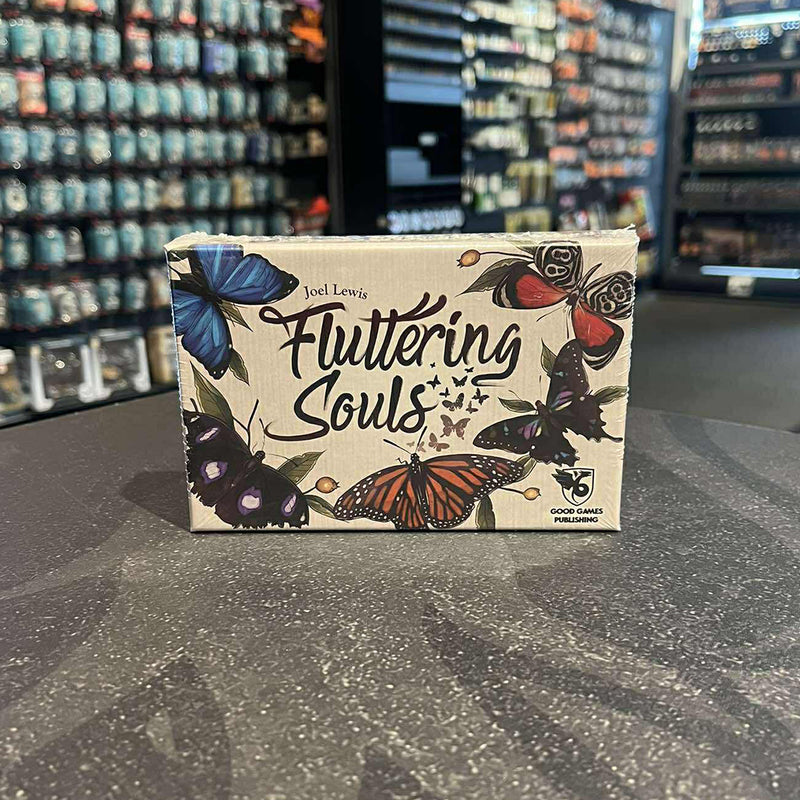 Joel Lewis
Fluttering
Souls
GOOD GAMES
PUBLISHING